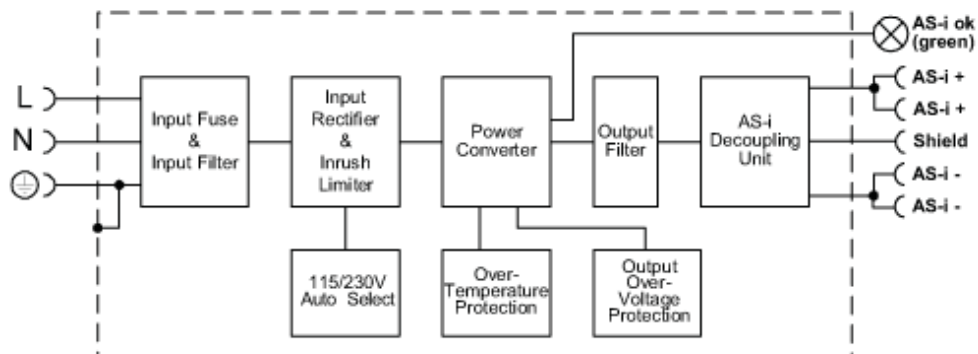 AS-i ok
(green)
L
N
Input Fuse
&
Input Filter
Input
Rectifier
&
Inrush
Limiter
Power
Converter
Output
Filter
AS-i
Decoupling
Unit
AS-i +
AS-i +
Shield
AS-i -
AS-i -
115/230V
Auto Select
Over-
Temperature
Protection
Output
Over-
Voltage
Protection